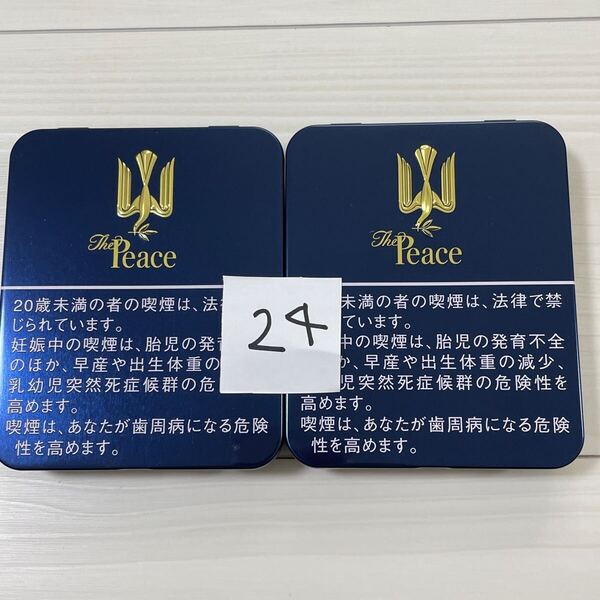 The Peace
20歳未満の者の喫煙は、法
じられています。
妊娠中の喫煙は、胎児の発育
のほか、早産や出生体重の
乳幼児突然死症候群の危
高めます。
喫煙は、あなたが歯周病になる危険
性を高めます。
24
The Peace
未満の者の喫煙は、法律で禁
ています。
中の喫煙は、胎児の発育不全
か、早産や出生体重の減少、
児突然死症候群の危険性を
高めます。
喫煙は、あなたが歯周病になる危険
性を高めます。